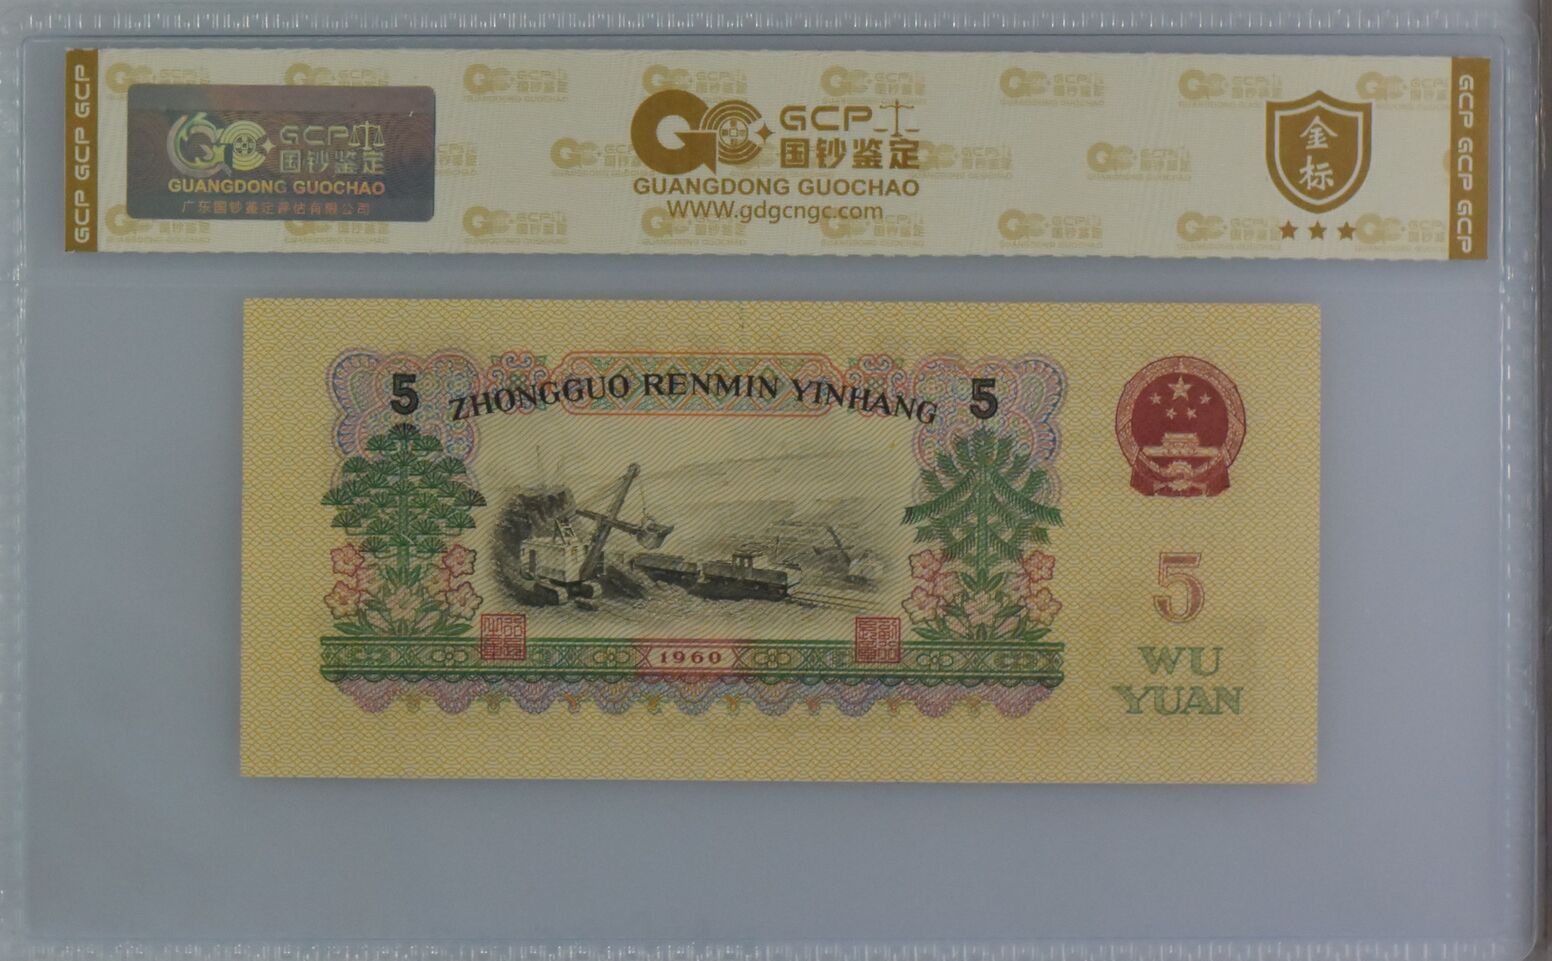 GCP GCP GCP
GCP
国钞鉴定
GUANGDONG GUOCHAO
广东国钞鉴定评估有限公司
GCP
国钞鉴定
GUANGDONG GUOCHAO
WWW.gdgcngc.com
金
标
GCP GCP GCP
5
ZHONGGUO RENMIN YINHANG
5
1960
5
WU
YUAN